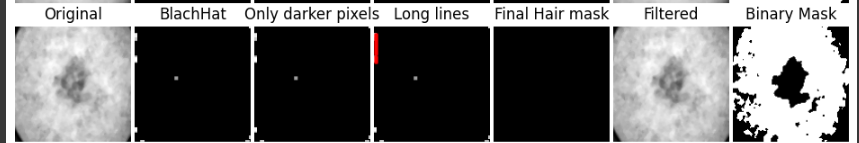 Original BlachHat Only darker pixels Long lines Final Hair mask Filtered Binary Mask